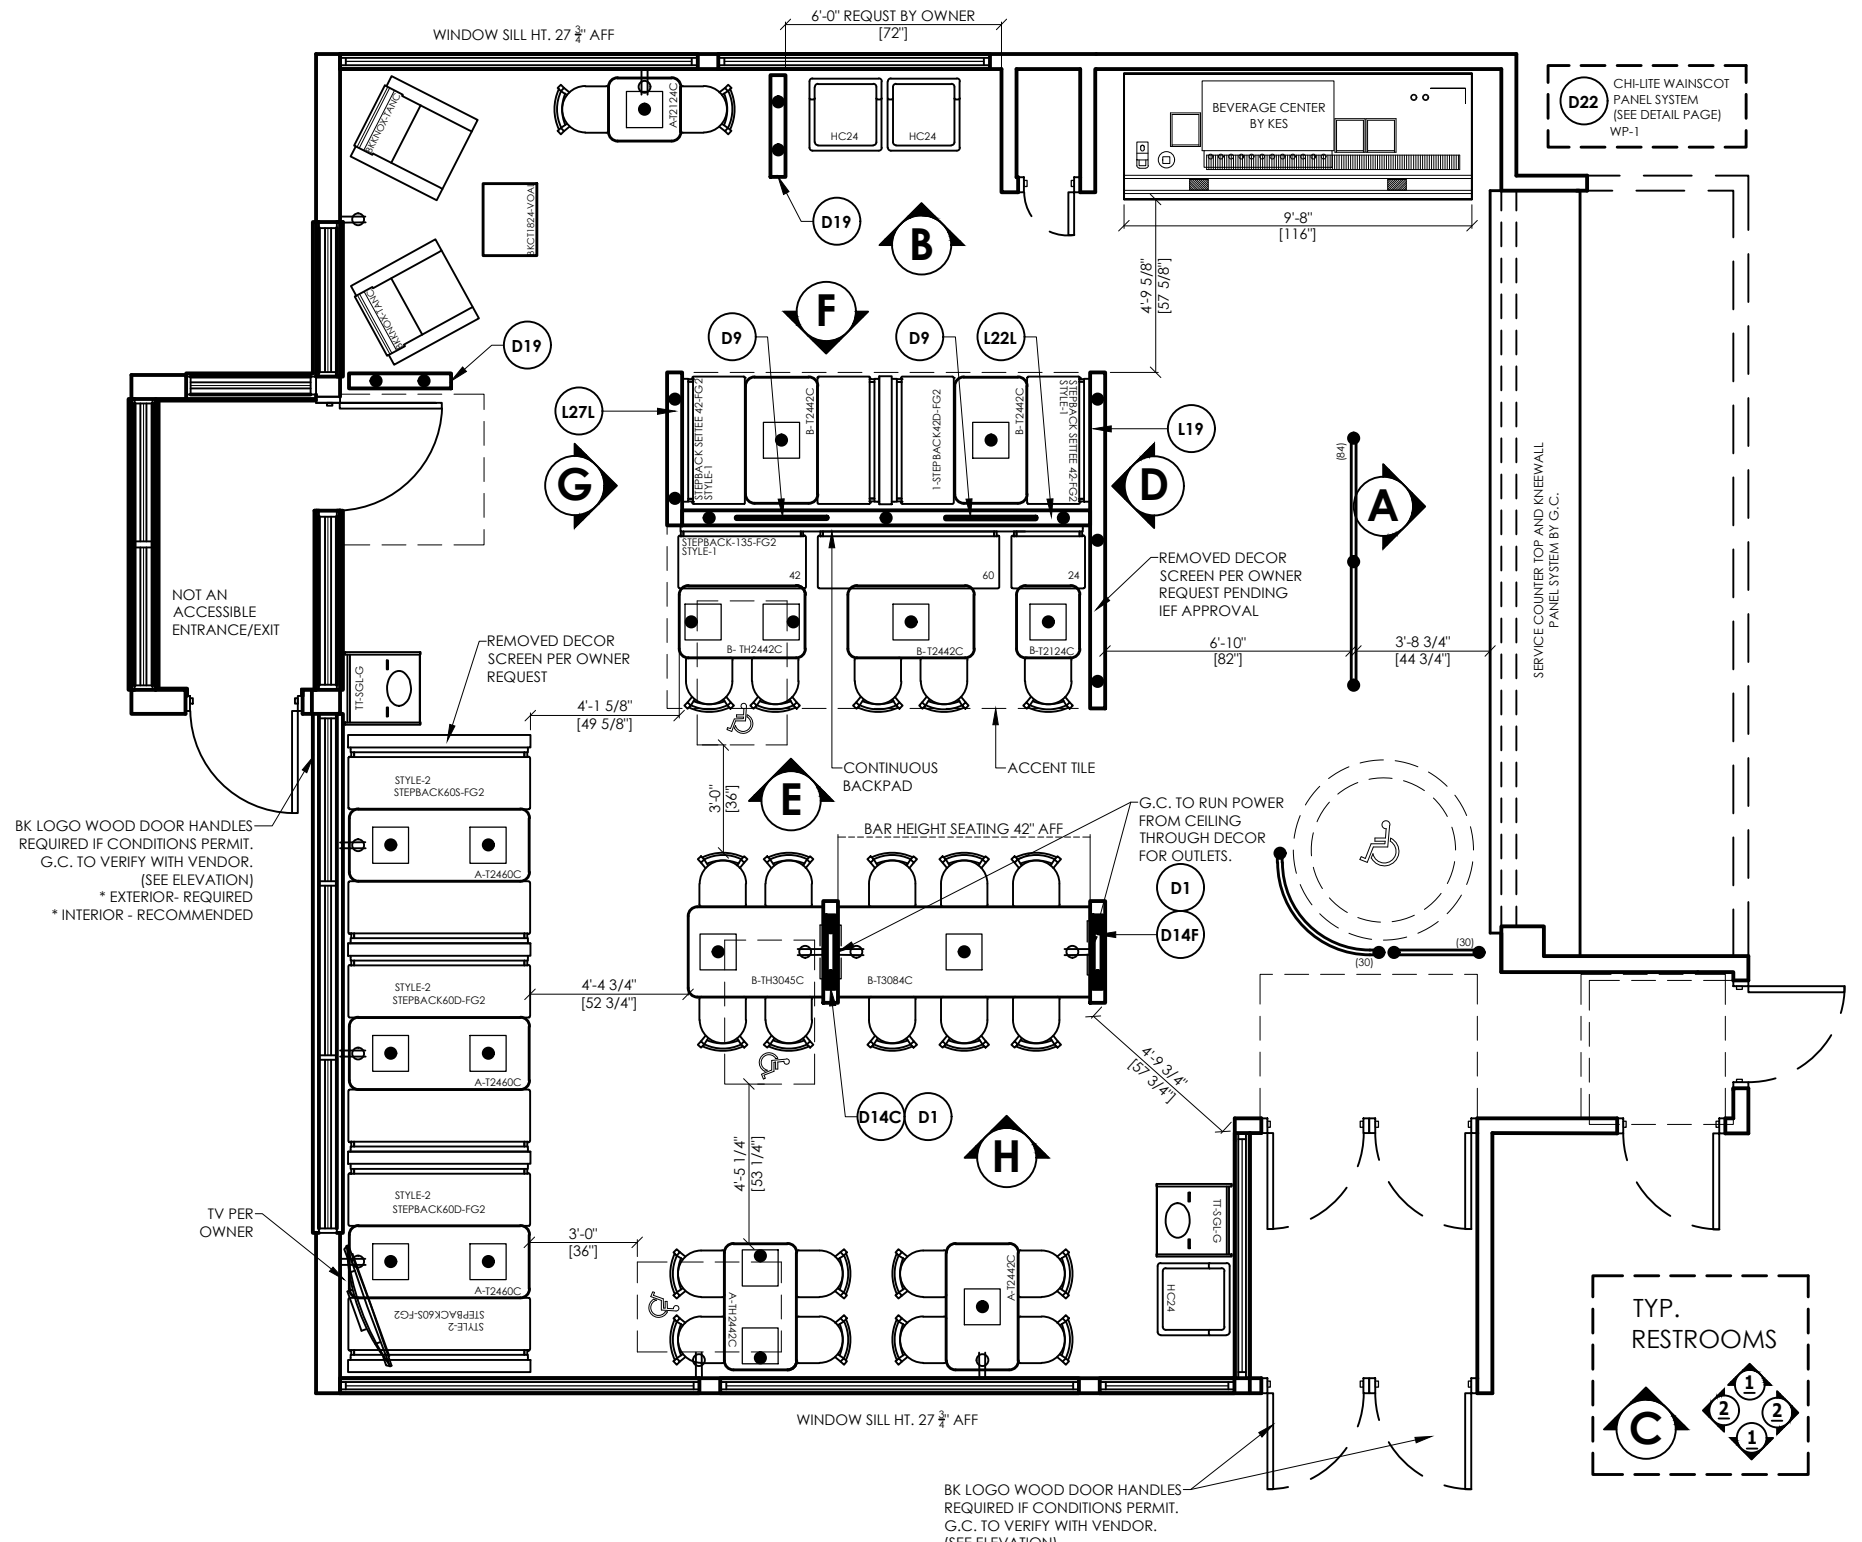 6'-0" REQUST BY OWNER
[72"]
WINDOW SILL HT. 27 3/4" AFF
BKKNOX-TANC
A-T2124C
HC24
HC24
BEVERAGE CENTER
BY KES
D22
CHI-LITE WAINSCOT
PANEL SYSTEM
(SEE DETAIL PAGE)
WP-1
BKCT1824-VOAL
D19
B
9'-8"
[116"]
4'-9 5/8"
[57 5/8"]
BKKNOX-TANC
D19
F
D9
D9
L22L
L27L
STEPBACK SETTEE 42-FG2
STYLE-1
B-T2442C
1-STEPBACK42D-FG2
B-T2442C
STEPBACK SETTEE 42-FG2
STYLE-1
L19
G
D
(84)
A
SERVICE COUNTER TOP AND KNEEWALL
PANEL SYSTEM BY G.C.
STEPBACK-135-FG2
STYLE-1
42
60
24
REMOVED DECOR
SCREEN PER OWNER
REQUEST PENDING
IEF APPROVAL
NOT AN
ACCESSIBLE
ENTRANCE/EXIT
REMOVED DECOR
SCREEN PER OWNER
REQUEST
B- TH2442C
B-T2442C
B-T2124C
6'-10"
[82"]
3'-8 3/4"
[44 3/4"]
TT-SGL-G
4'-1 5/8"
[49 5/8"]
CONTINUOUS
BACKPAD
ACCENT TILE
STYLE-2
STEPBACK60S-FG2
3'-0"
[36"]
E
BAR HEIGHT SEATING 42" AFF
G.C. TO RUN POWER
FROM CEILING
THROUGH DECOR
FOR OUTLETS.
BK LOGO WOOD DOOR HANDLES
REQUIRED IF CONDITIONS PERMIT.
G.C. TO VERIFY WITH VENDOR.
(SEE ELEVATION)
* EXTERIOR- REQUIRED
* INTERIOR - RECOMMENDED
A-T2460C
D1
D14F
(30)
(30)
STYLE-2
STEPBACK60D-FG2
4'-4 3/4"
[52 3/4"]
B-TH3045C
B-T3084C
A-T2460C
4'-9 3/4"
[57 3/4"]
D14C
D1
4'-5 1/4"
[53 1/4"]
H
STYLE-2
STEPBACK60D-FG2
TV PER
OWNER
3'-0"
[36"]
A-T2460C
STYLE-2
STEPBACK60S-FG2
A-TH2442C
A-T2442C
TT-SGL-G
HC24
TYP.
RESTROOMS
C
1
2
2
1
WINDOW SILL HT. 27 3/4" AFF
BK LOGO WOOD DOOR HANDLES
REQUIRED IF CONDITIONS PERMIT.
G.C. TO VERIFY WITH VENDOR.
(SEE ELEVATION)